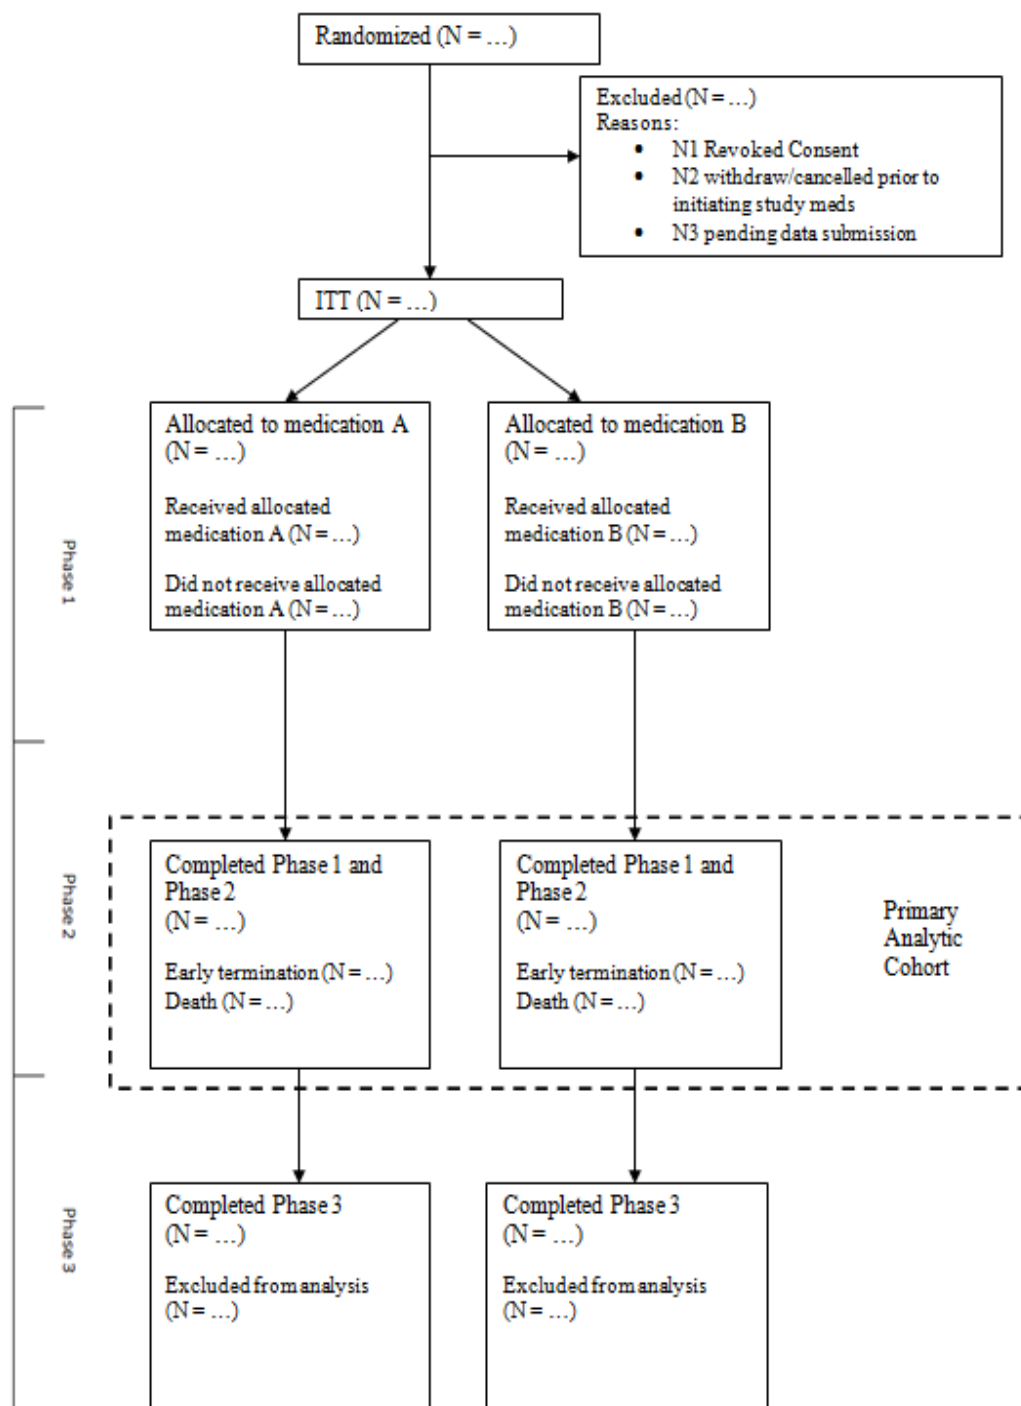 Randomized (N = ...)
Excluded (N = ...)
Reasons:
• N1 Revoked Consent
• N2 withdraw/cancelled prior to
initiating study meds
• N3 pending data submission
ITT (N = ...)
Phase 1
Allocated to medication A
(N = ...)
Received allocated
medication A (N = ...)
Did not receive allocated
medication A (N = ...)
Allocated to medication B
(N = ...)
Received allocated
medication B (N = ...)
Did not receive allocated
medication B (N = ...)
Phase 2
Completed Phase 1 and
Phase 2
(N = ...)
Early termination (N = ...)
Death (N = ...)
Completed Phase 1 and
Phase 2
(N = ...)
Early termination (N = ...)
Death (N = ...)
Primary
Analytic
Cohort
Phase 3
Completed Phase 3
(N = ...)
Excluded from analysis
(N = ...)
Completed Phase 3
(N = ...)
Excluded from analysis
(N = ...)